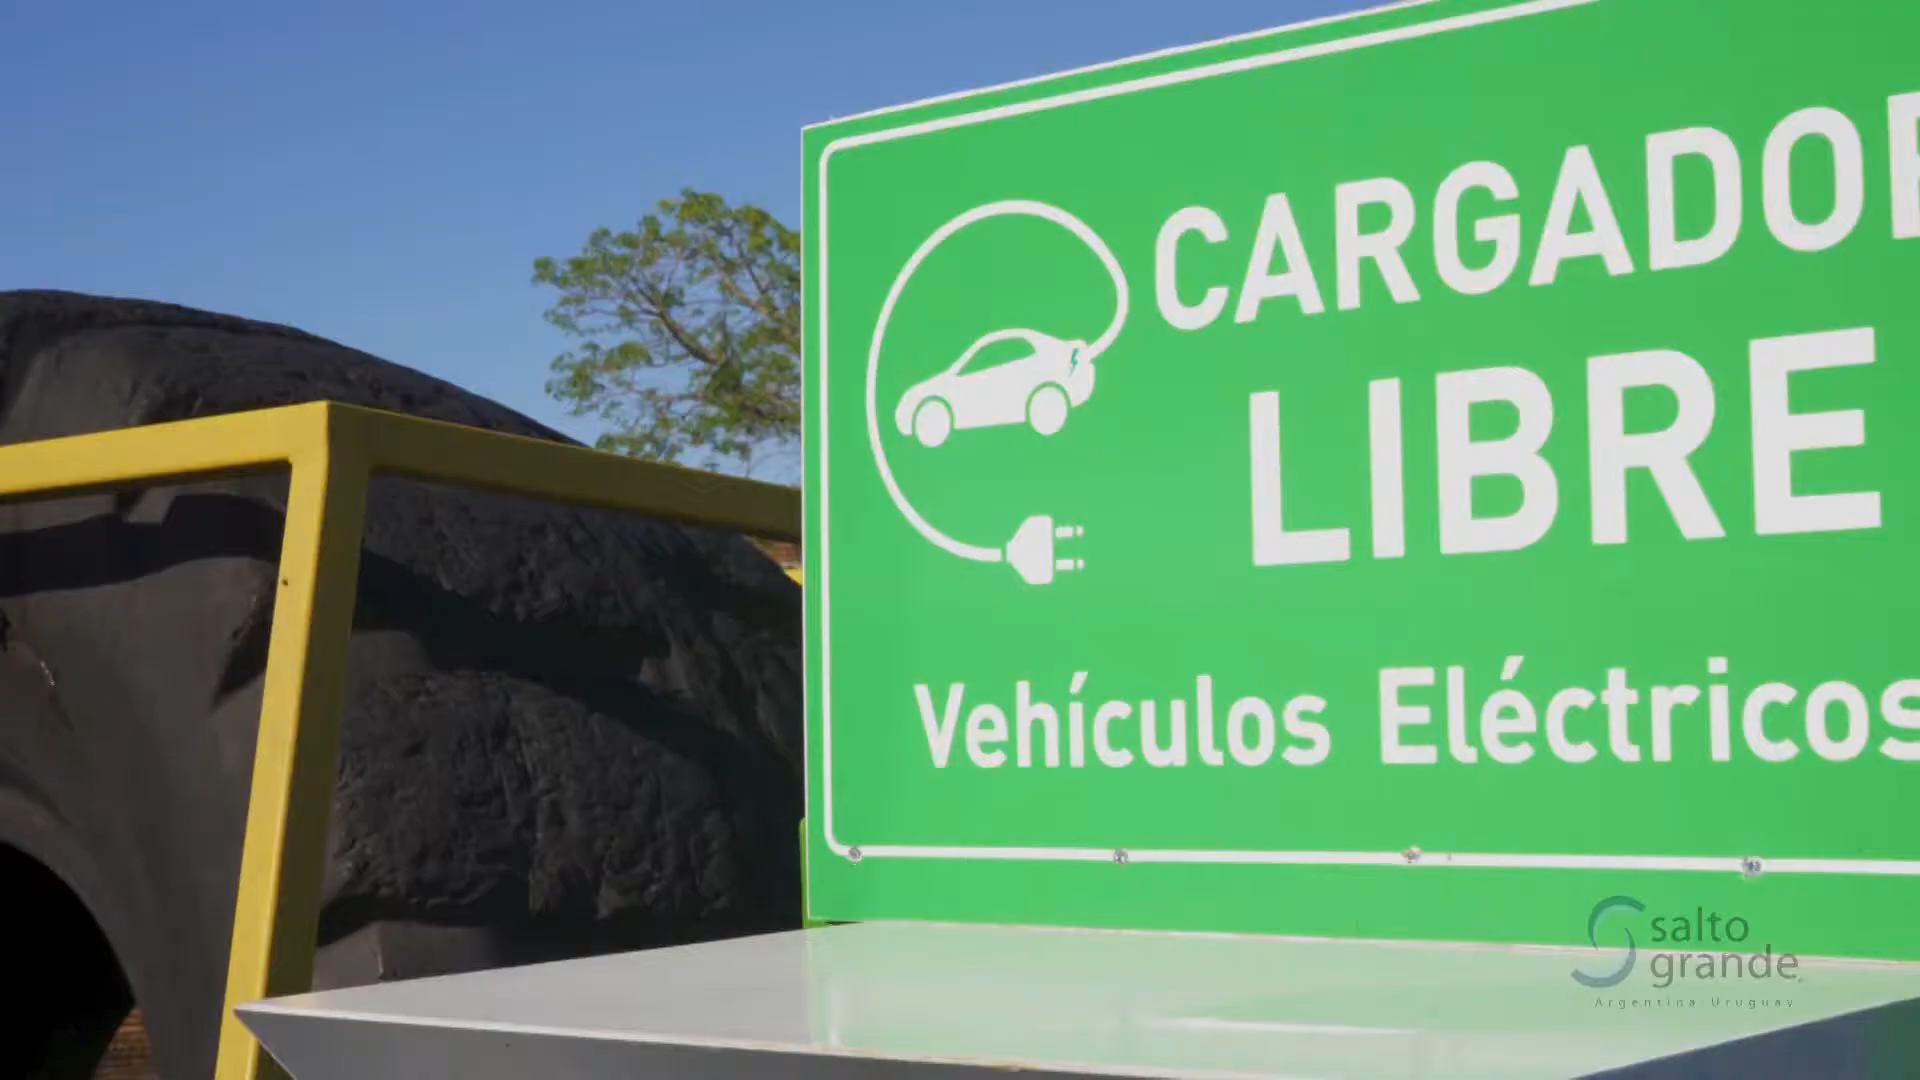 CARGADOR
LIBRE
Vehículos Eléctricos
salto
grande
Argentina-Uruguay